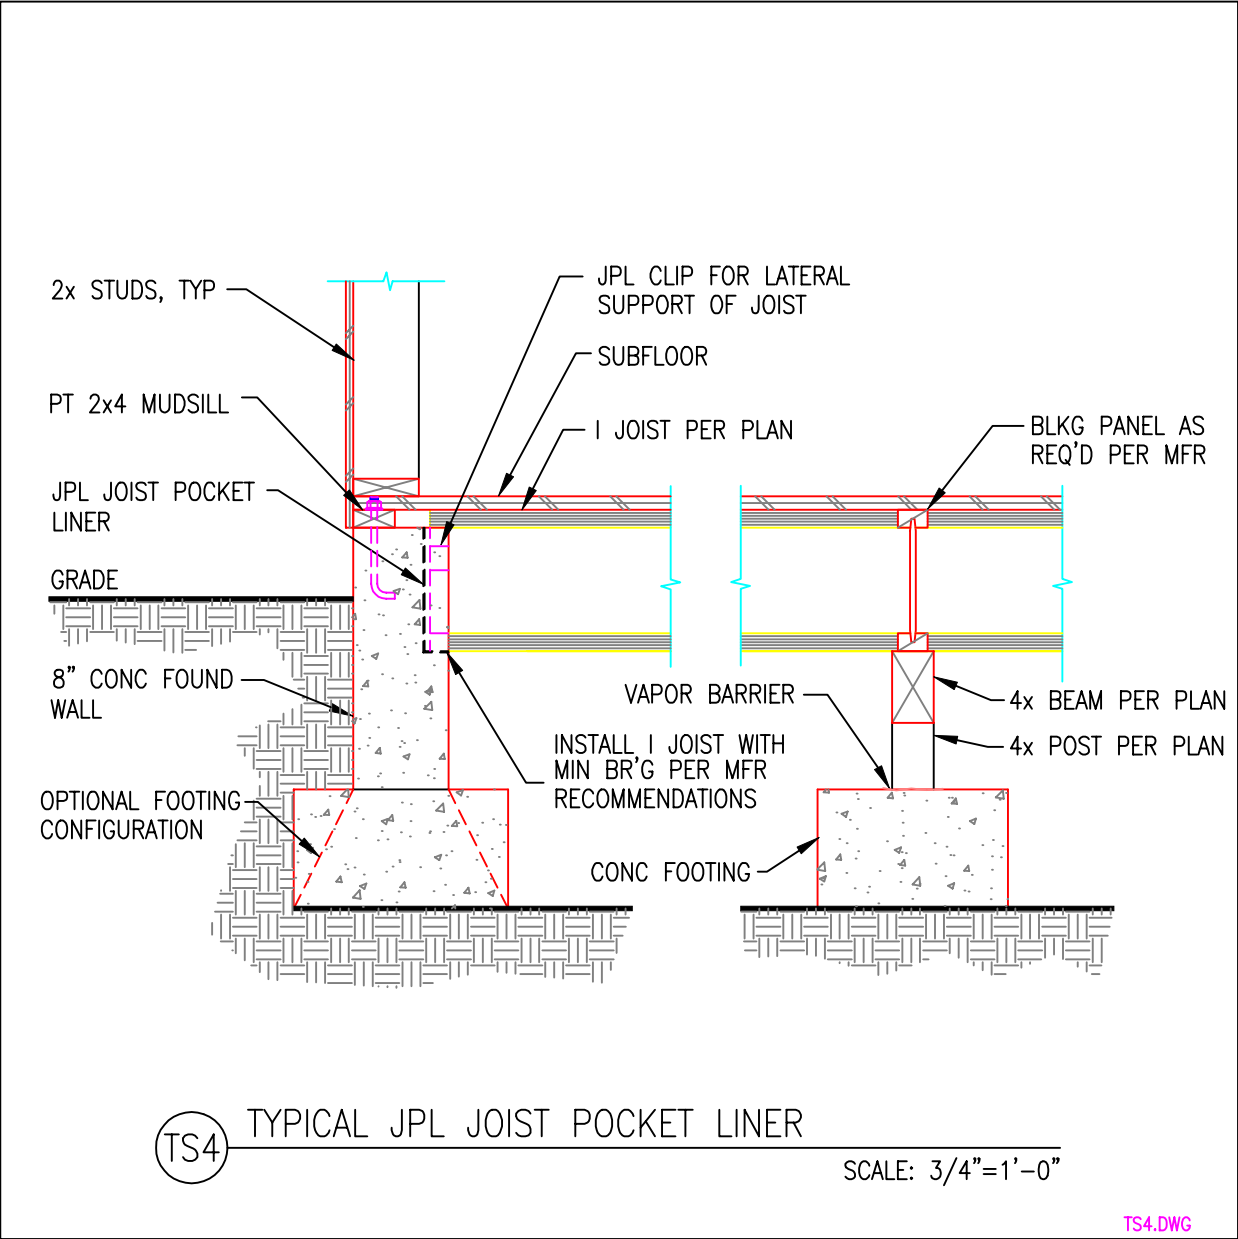 2x STUDS, TYP
PT 2x4 MUDSILL
JPL JOIST POCKET
LINER
GRADE
8" CONC FOUND
WALL
OPTIONAL FOOTING
CONFIGURATION
JPL CLIP FOR LATERAL
SUPPORT OF JOIST
SUBFLOOR
I JOIST PER PLAN
BLKG PANEL AS
REQ'D PER MFR
VAPOR BARRIER
4x BEAM PER PLAN
4x POST PER PLAN
INSTALL I JOIST WITH
MIN BR'G PER MFR
RECOMMENDATIONS
CONC FOOTING
TS4
TYPICAL JPL JOIST POCKET LINER
SCALE: 3/4"=1'-0"
TS4.DWG